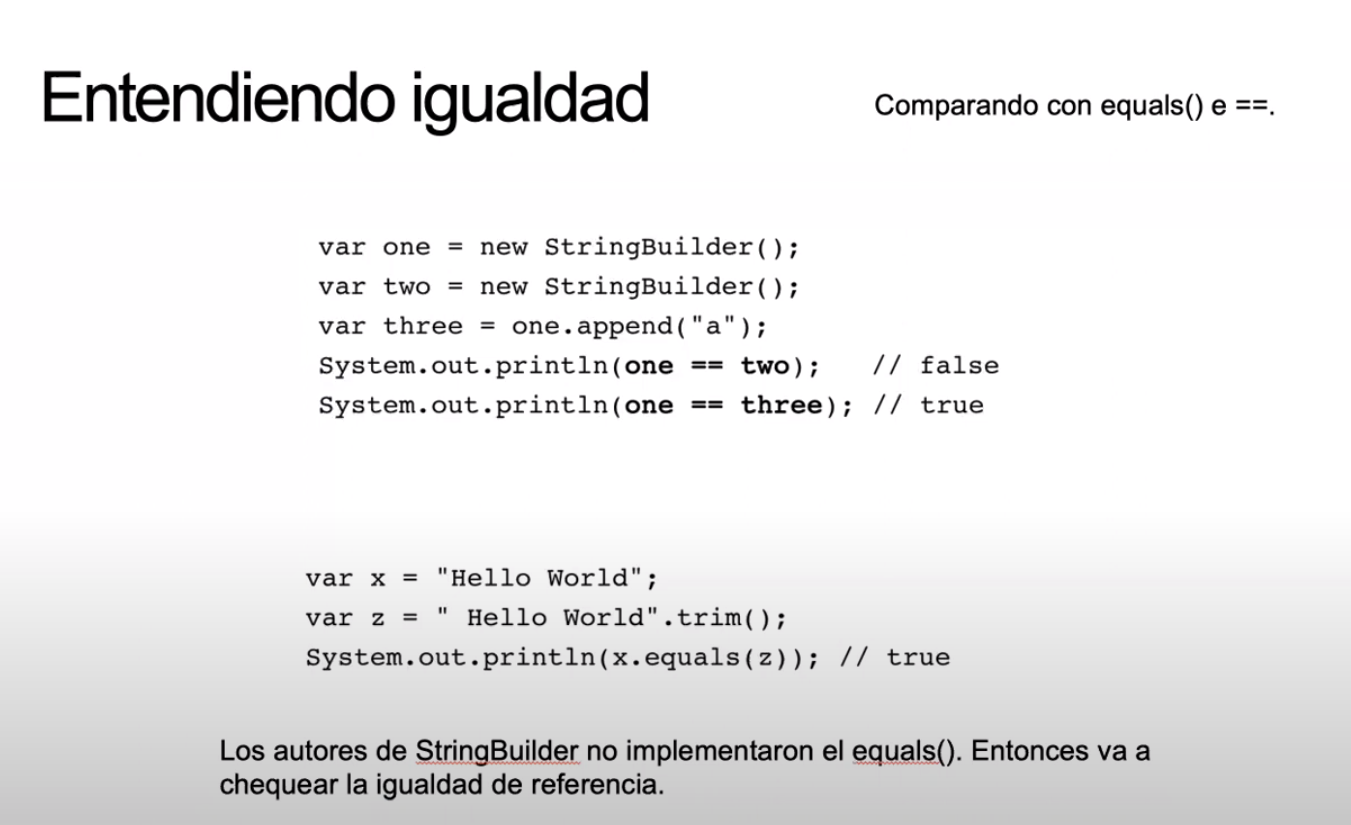 Entendiendo igualdad
Comparando con equals() e ==.
var one = new StringBuilder();
var two = new StringBuilder();
var three = one.append("a");
System.out.println(one == two);   // false
System.out.println(one == three); // true
var x = "Hello World";
var z = " Hello World".trim();
System.out.println(x.equals(z)); // true
Los autores de StringBuilder no implementaron el equals(). Entonces va a
chequear la igualdad de referencia.